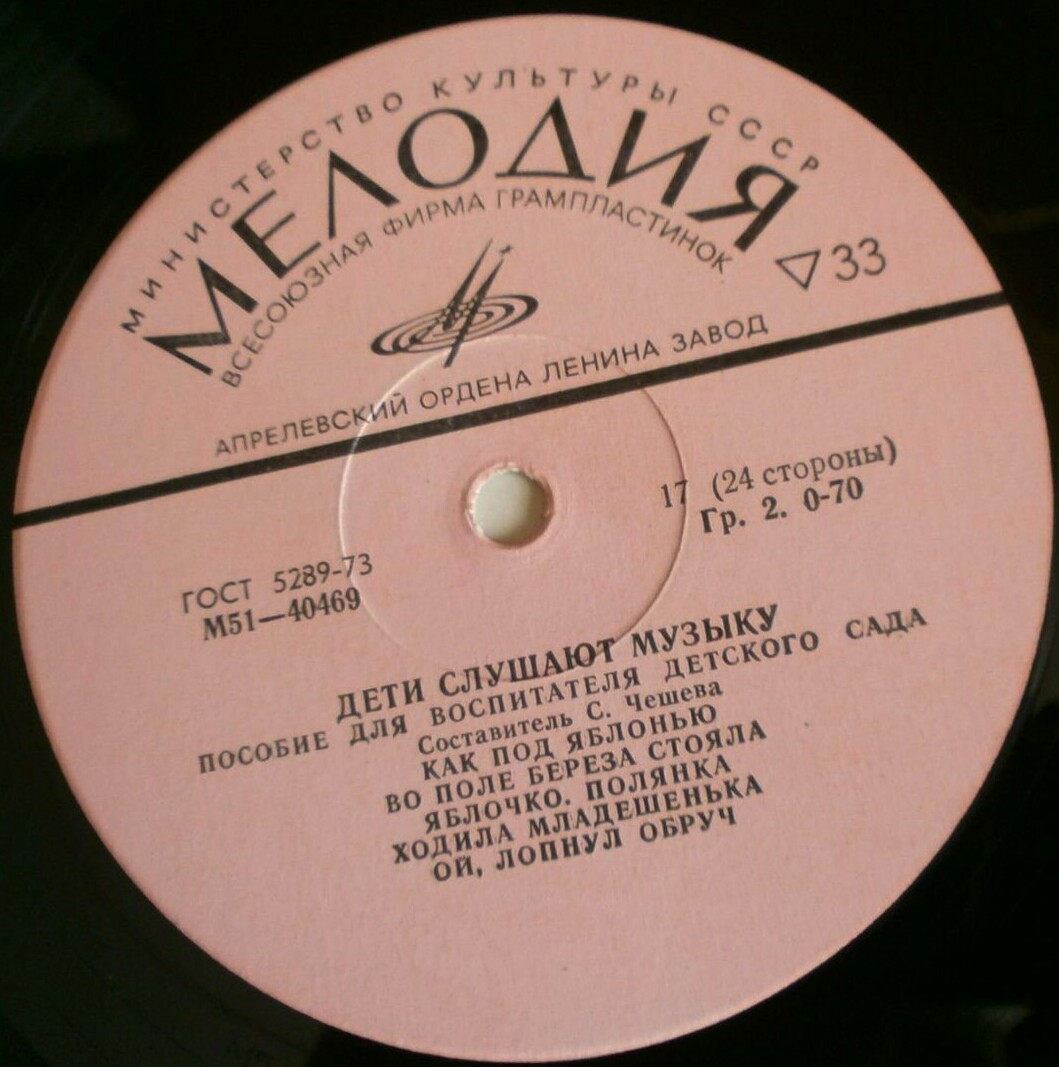 МИНИСТЕРСТВО КУЛЬТУРЫ СССР
МЕЛОДИЯ
ВСЕСОЮЗНАЯ ФИРМА ГРАМПЛАСТИНОК
▽33
АПРЕЛЕВСКИЙ ОРДЕНА ЛЕНИНА ЗАВОД
17 (24 стороны)
Гр. 2. 0-70
ГОСТ 5289-73
М51—40469
ДЕТИ СЛУШАЮТ МУЗЫКУ
ПОСОБИЕ ДЛЯ ВОСПИТАТЕЛЯ ДЕТСКОГО САДА
Составитель С. Чешева
КАК ПОД ЯБЛОНЬЮ
ВО ПОЛЕ БЕРЕЗА СТОЯЛА
ЯБЛОЧКО. ПОЛЯНКА
ХОДИЛА МЛАДЕШЕНЬКА
ОЙ, ЛОПНУЛ ОБРУЧ